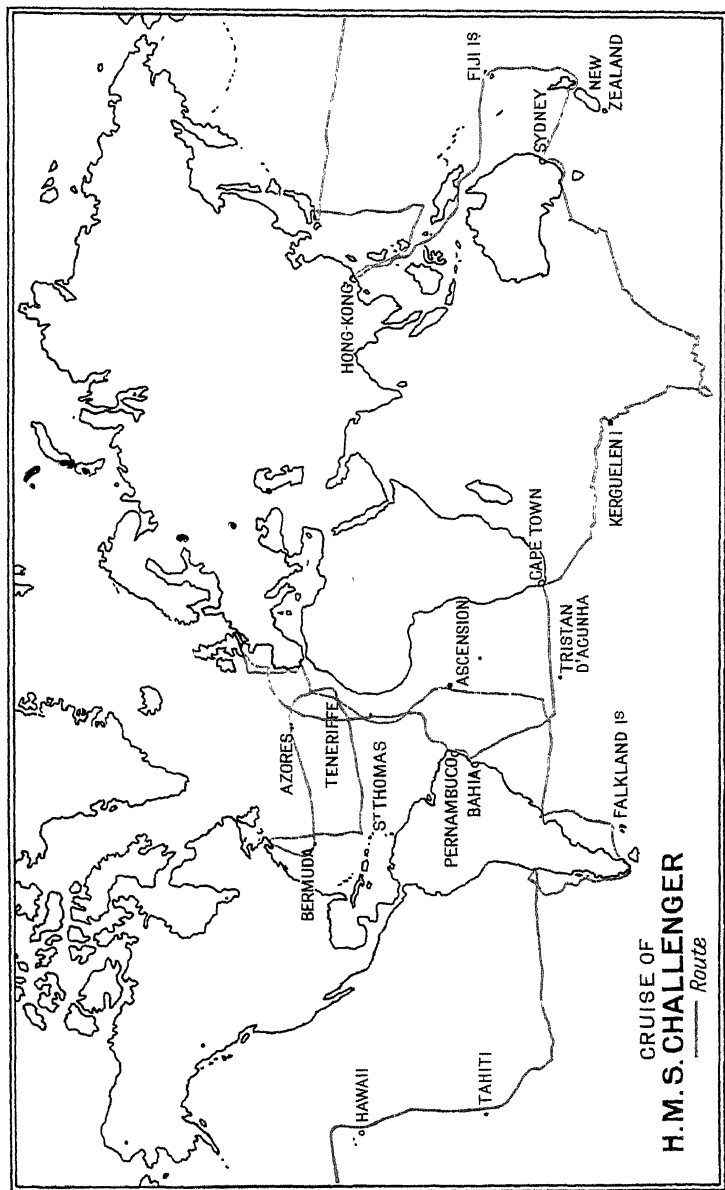 AZORES
BERMUDA
TENERIFFE
HONG-KONG
HAWAII
ST THOMAS
PERNAMBUCO
BAHIA
ASCENSION
FIJI IS
TAHITI
CAPE TOWN
SYDNEY
TRISTAN
D'ACUNHA
NEW
ZEALAND
KERGUELEN I
FALKLAND IS
CRUISE OF
H.M.S. CHALLENGER
Route